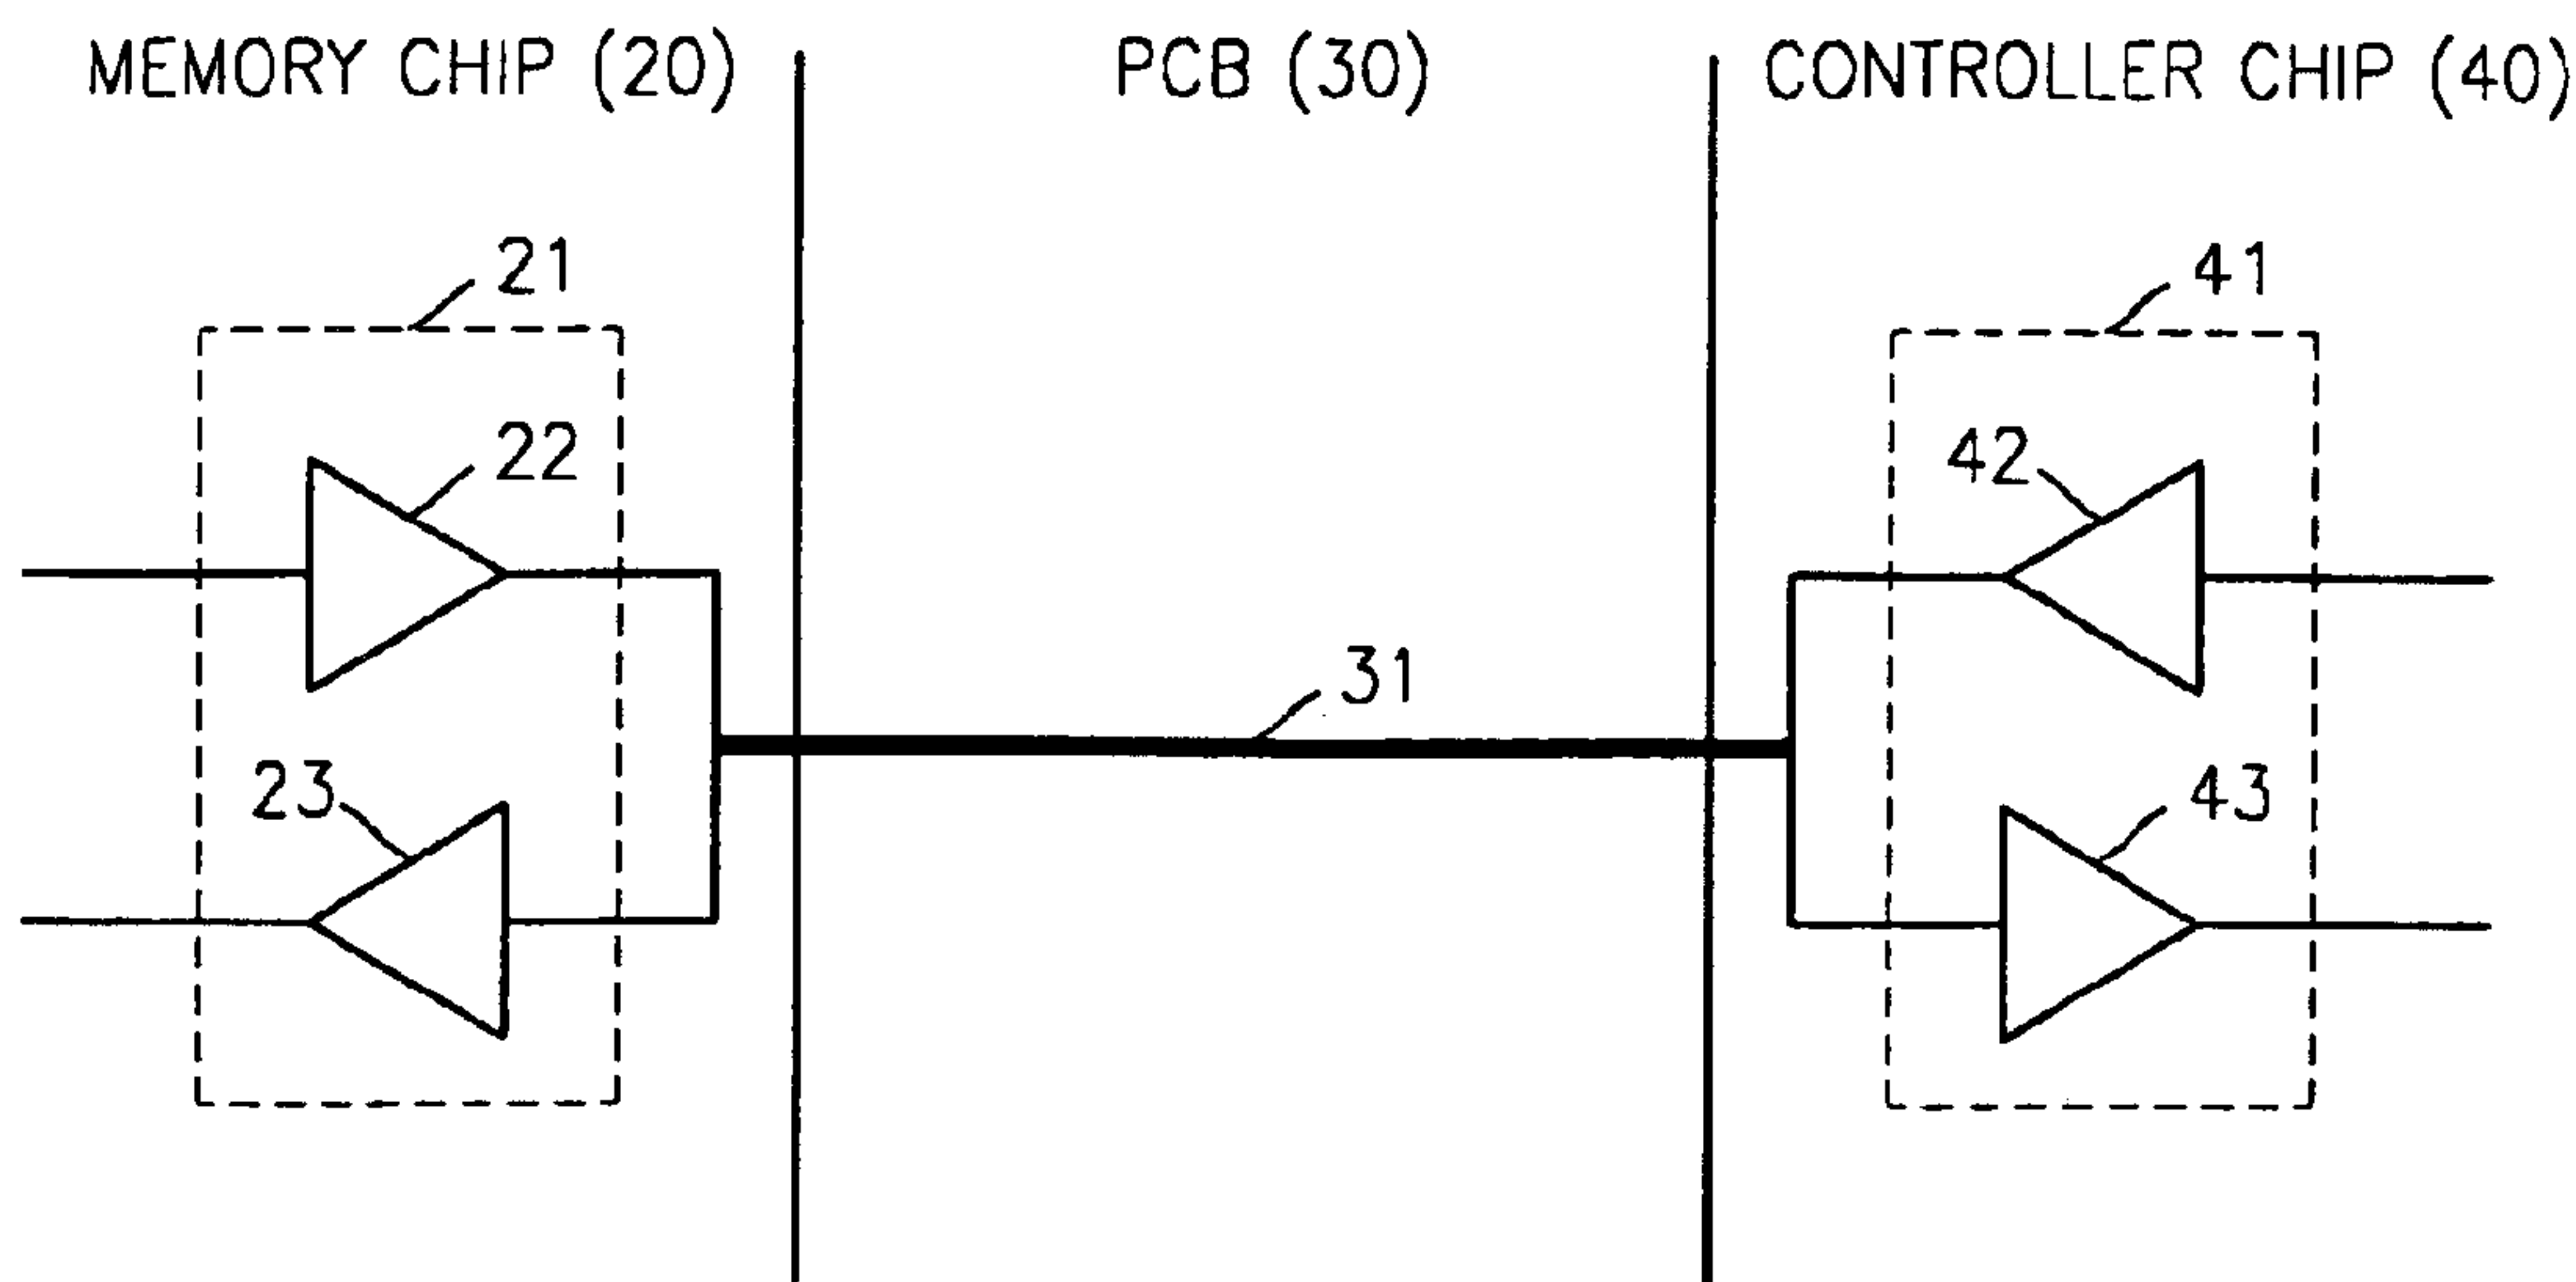 MEMORY CHIP (20)
PCB (30)
CONTROLLER CHIP (40)
21
41
22
42
31
23
43